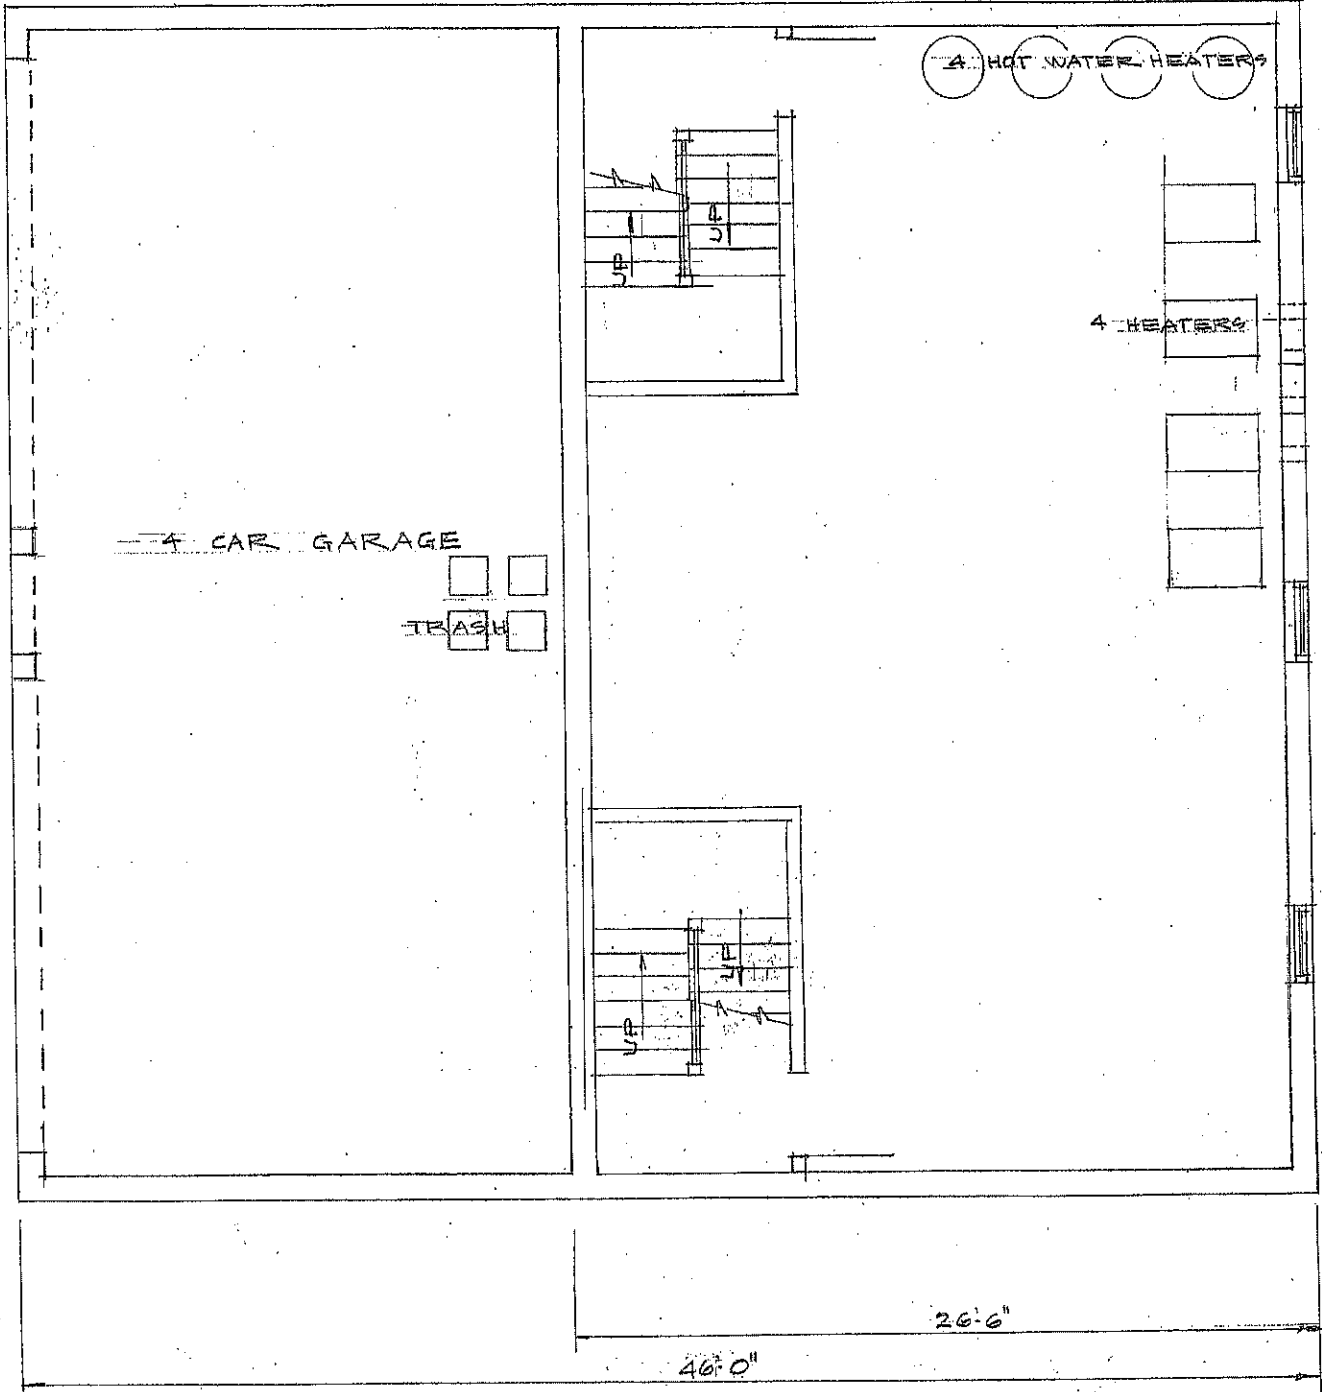 4 HOT WATER HEATERS
UP
UP
4 HEATERS
4 CAR GARAGE
TRASH
UP
UP
26'-6"
46'-0"